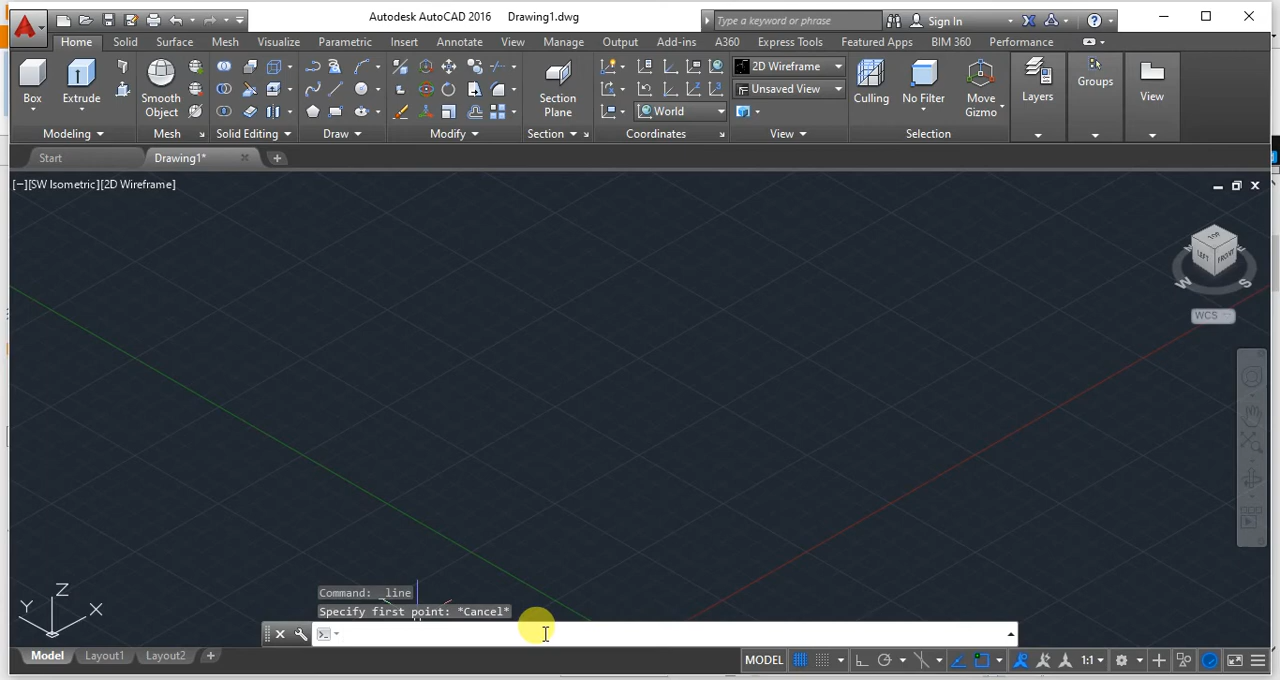 Autodesk AutoCAD 2016 Drawing1.dwg
Type a keyword or phrase
Sign In
Home Solid Surface Mesh Visualize Parametric Insert Annotate View Manage Output Add-ins A360 Express Tools Featured Apps BIM 360 Performance
Box
Extrude
Smooth
Object
Section
Plane
2D Wireframe
Unsaved View
World
Culling
No Filter
Move
Gizmo
Layers
Groups
View
Modeling
Mesh
Solid Editing
Draw
Modify
Section
Coordinates
View
Selection
Start
Drawing1*
[−][SW Isometric][2D Wireframe]
TOP
LEFT
FRONT
W
S
WCS
Z
Y
X
Command: _line
Specify first point: *Cancel*
Model
Layout1
Layout2
MODEL
1:1